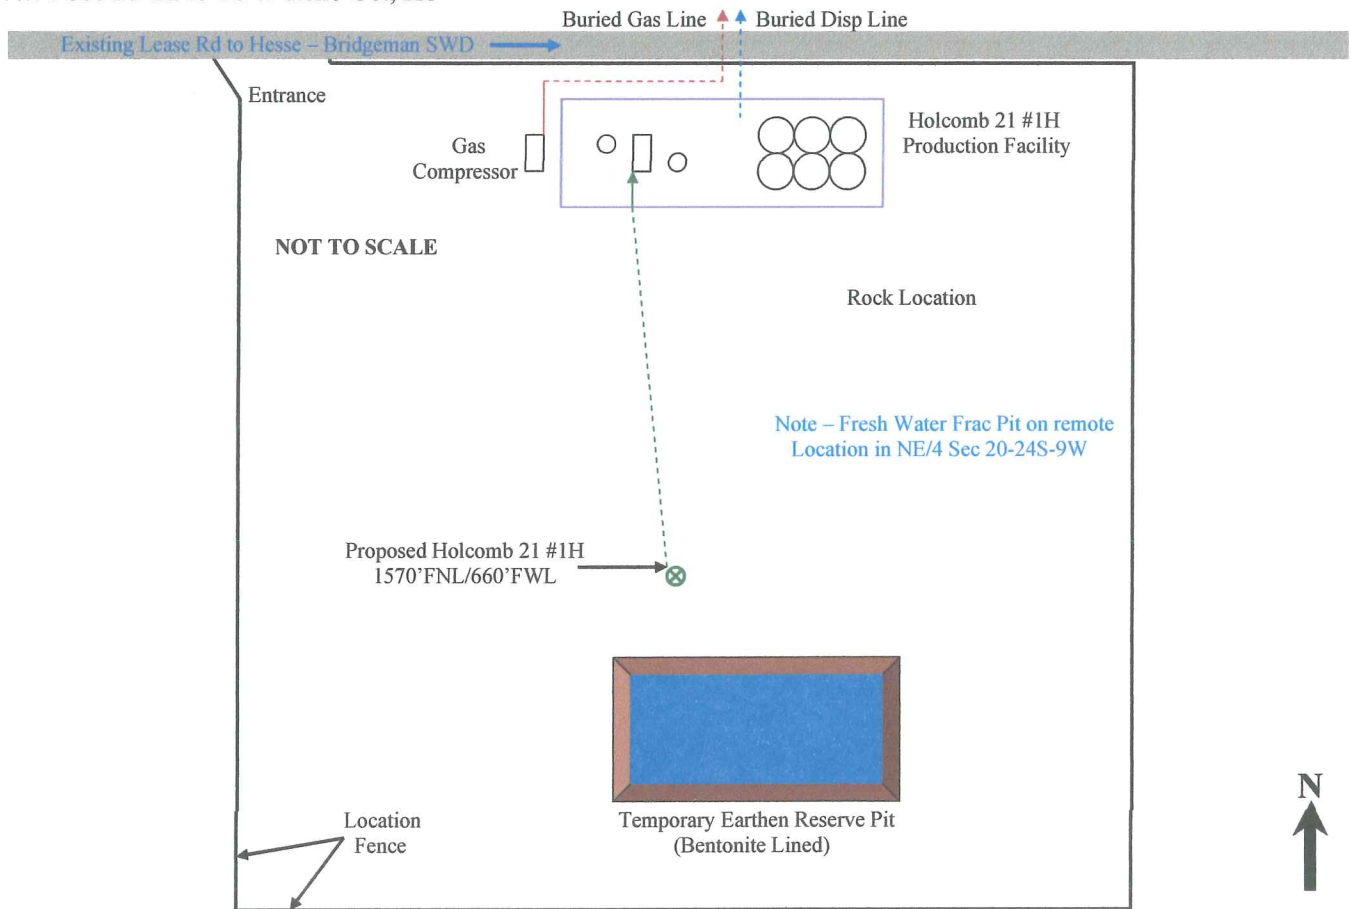 Buried Gas Line
Buried Disp Line
Existing Lease Rd to Hesse – Bridgeman SWD
Entrance
Gas
Compressor
Holcomb 21 #1H
Production Facility
NOT TO SCALE
Rock Location
Note – Fresh Water Frac Pit on remote
Location in NE/4 Sec 20-24S-9W
Proposed Holcomb 21 #1H
1570'FNL/660'FWL
Temporary Earthen Reserve Pit
(Bentonite Lined)
Location
Fence
N